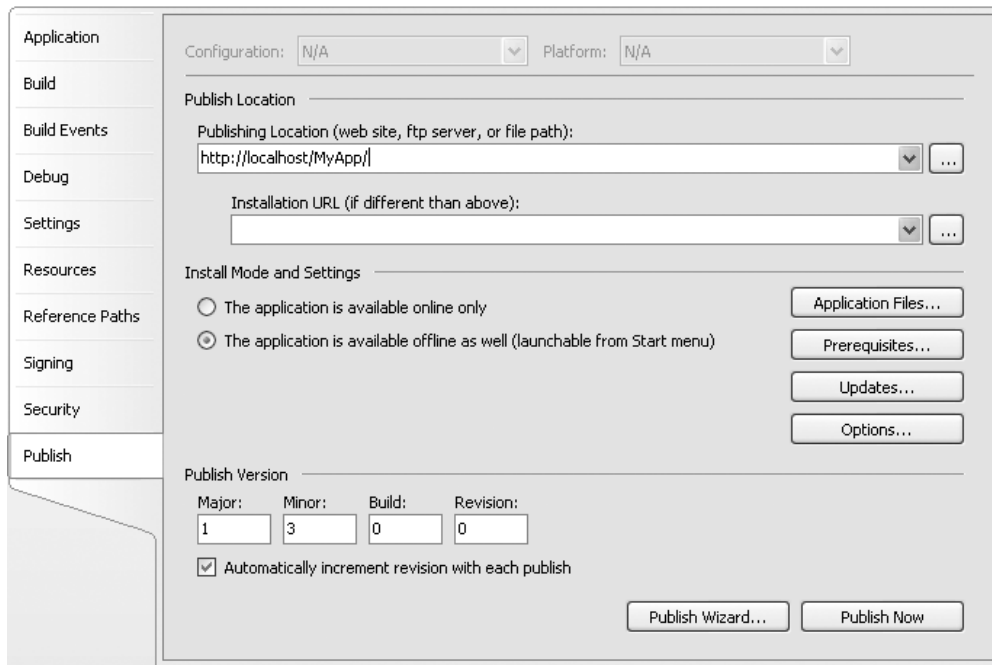 Application
Build
Build Events
Debug
Settings
Resources
Reference Paths
Signing
Security
Publish
Configuration: N/A Platform: N/A
Publish Location
Publishing Location (web site, ftp server, or file path):
http://localhost/MyApp/
...
Installation URL (if different than above):
...
Install Mode and Settings
The application is available online only
The application is available offline as well (launchable from Start menu)
Application Files...
Prerequisites...
Updates...
Options...
Publish Version
Major: Minor: Build: Revision:
1 3 0 0
Automatically increment revision with each publish
Publish Wizard... Publish Now